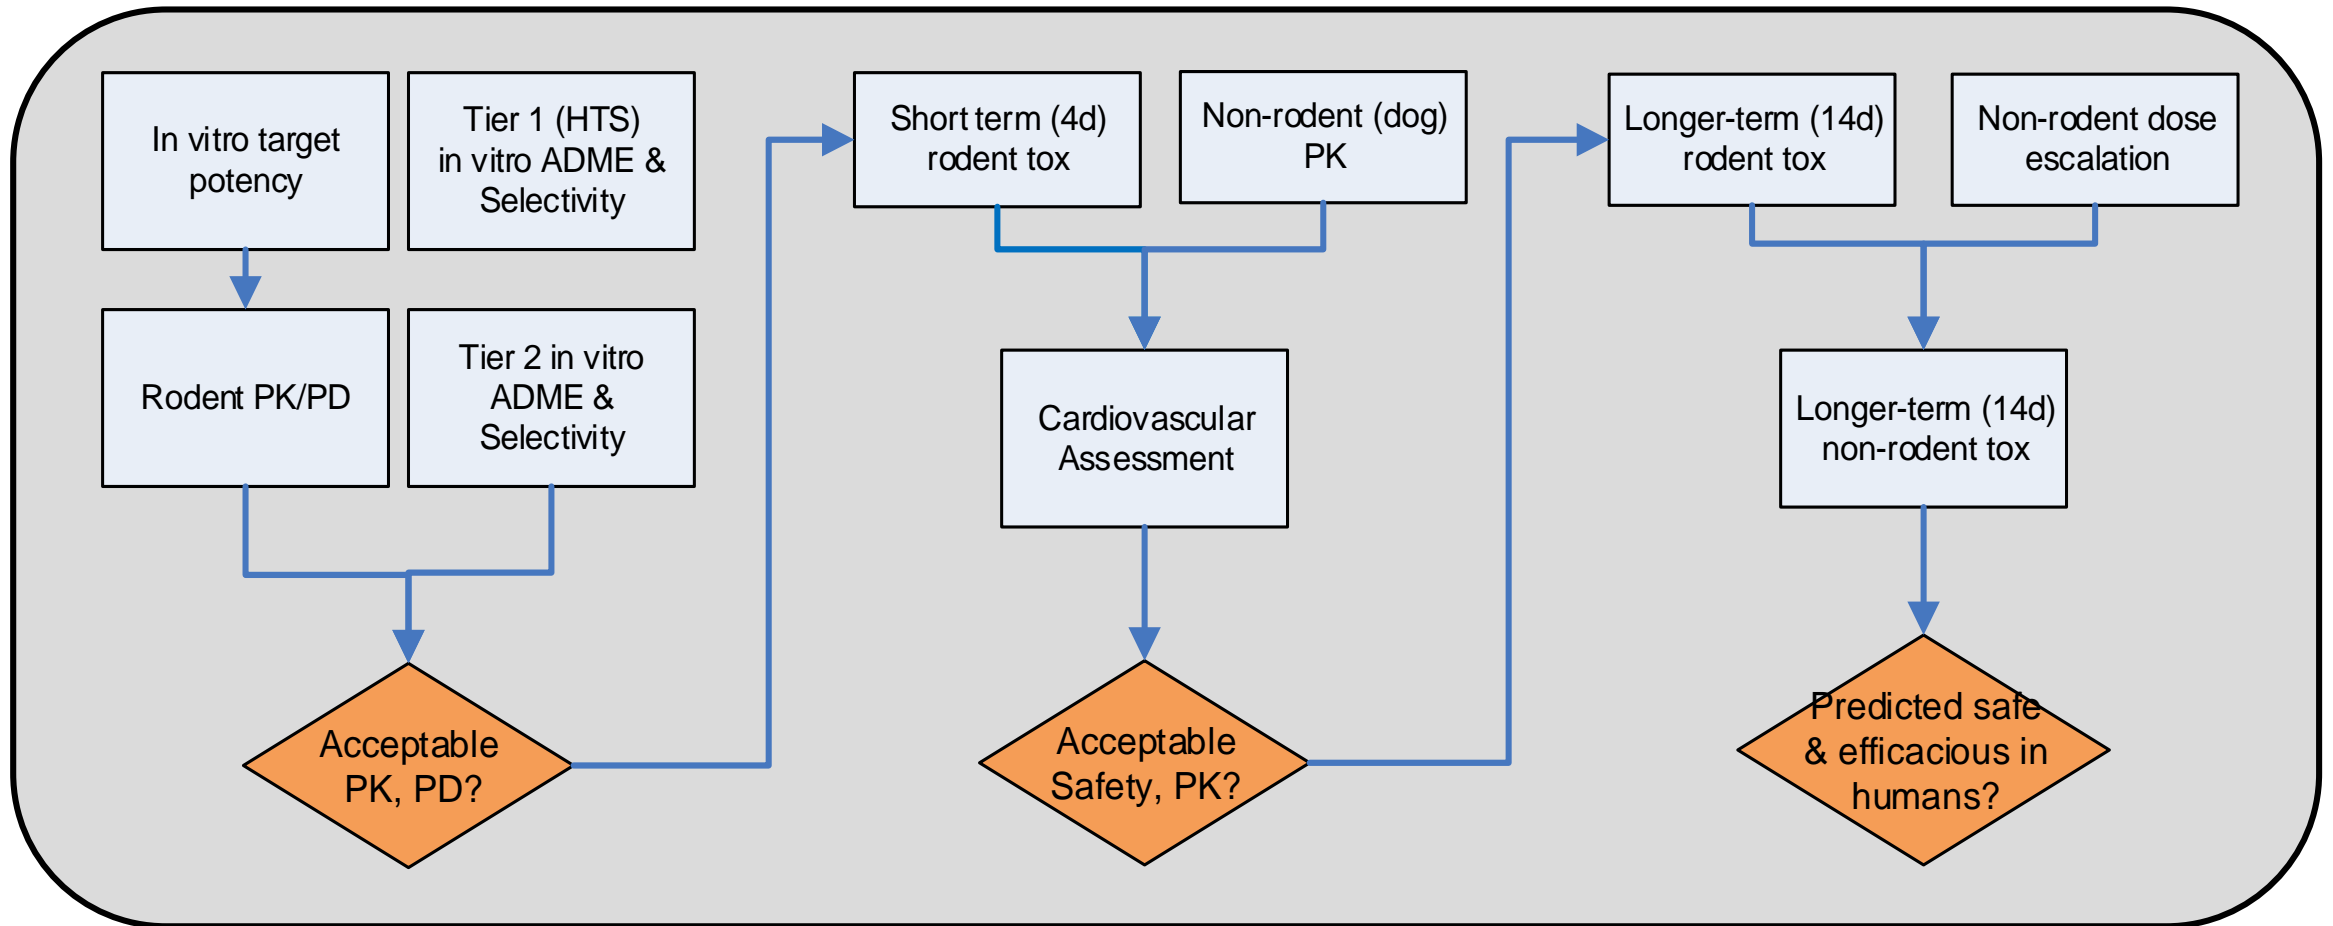 In vitro target
potency
Tier 1 (HTS)
in vitro ADME &
Selectivity
Rodent PK/PD
Tier 2 in vitro
ADME &
Selectivity
Acceptable
PK, PD?
Short term (4d)
rodent tox
Non-rodent (dog)
PK
Cardiovascular
Assessment
Acceptable
Safety, PK?
Longer-term (14d)
rodent tox
Non-rodent dose
escalation
Longer-term (14d)
non-rodent tox
Predicted safe
& efficacious in
humans?